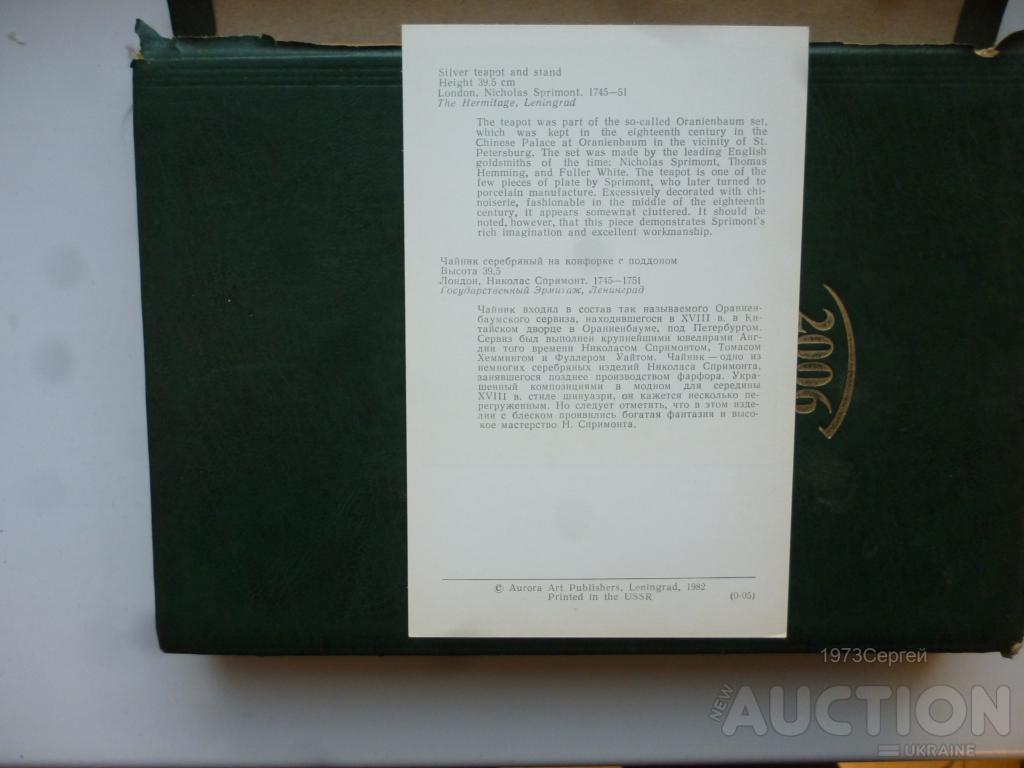 Silver teapot and stand
Height 39.5 cm
London, Nicholas Sprimont. 1745—51
The Hermitage, Leningrad
The teapot was part of the so-called Oranienbaum set,
which was kept in the eighteenth century in the
Chinese Palace at Oranienbaum in the vicinity of St.
Petersburg. The set was made by the leading English
goldsmiths of the time: Nicholas Sprimont, Thomas
Hemming, and Fuller White. The teapot is one of the
few pieces of plate by Sprimont, who later turned to
porcelain manufacture. Excessively decorated with chi-
noiserie, fashionable in the middle of the eighteenth
century, it appears somewhat cluttered. It should be
noted, however, that this piece demonstrates Sprimont's
rich imagination and excellent workmanship.
Чайник серебряный на конфорке с поддоном
Высота 39,5
Лондон, Николас Спримонт. 1745—1751
Государственный Эрмитаж, Ленинград
Чайник входил в состав так называемого Ораниен-
баумского сервиза, находившегося в XVIII в. в Ки-
тайском дворце в Ораниенбауме, под Петербургом.
Сервиз был выполнен крупнейшими ювелирами Анг-
лии того времени Николасом Спримонтом, Томасом
Хеммингом и Фуллером Уайтом. Чайник — одно из
немногих серебряных изделий Николаса Спримонта,
занявшегося позднее производством фарфора. Укра-
шенный композициями в модном для середины
XVIII в. стиле шинуазри, он кажется несколько пе-
регруженным. Но следует отметить, что в этом изде-
лии с блеском проявились богатая фантазия и высо-
кое мастерство Н. Спримонта.
© Aurora Art Publishers, Leningrad, 1982
Printed in the USSR (0-05)
2006
1973Сергей
NEW AUCTION
UKRAINE